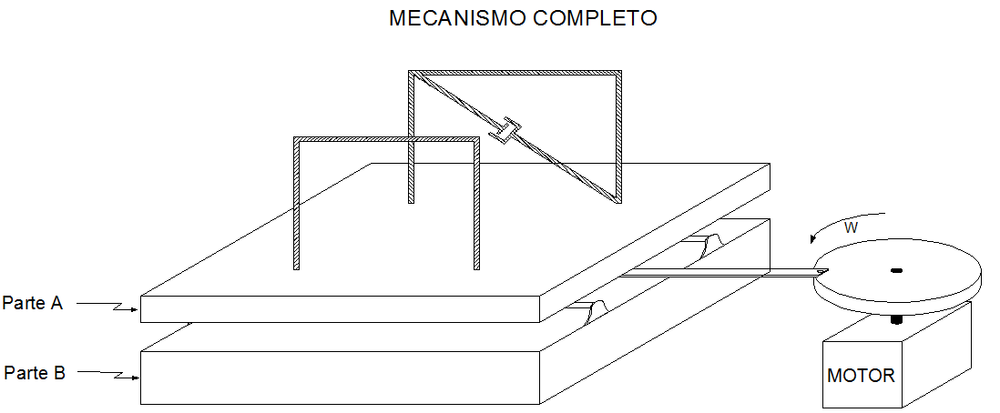 MECANISMO COMPLETO
W
Parte A
Parte B
MOTOR